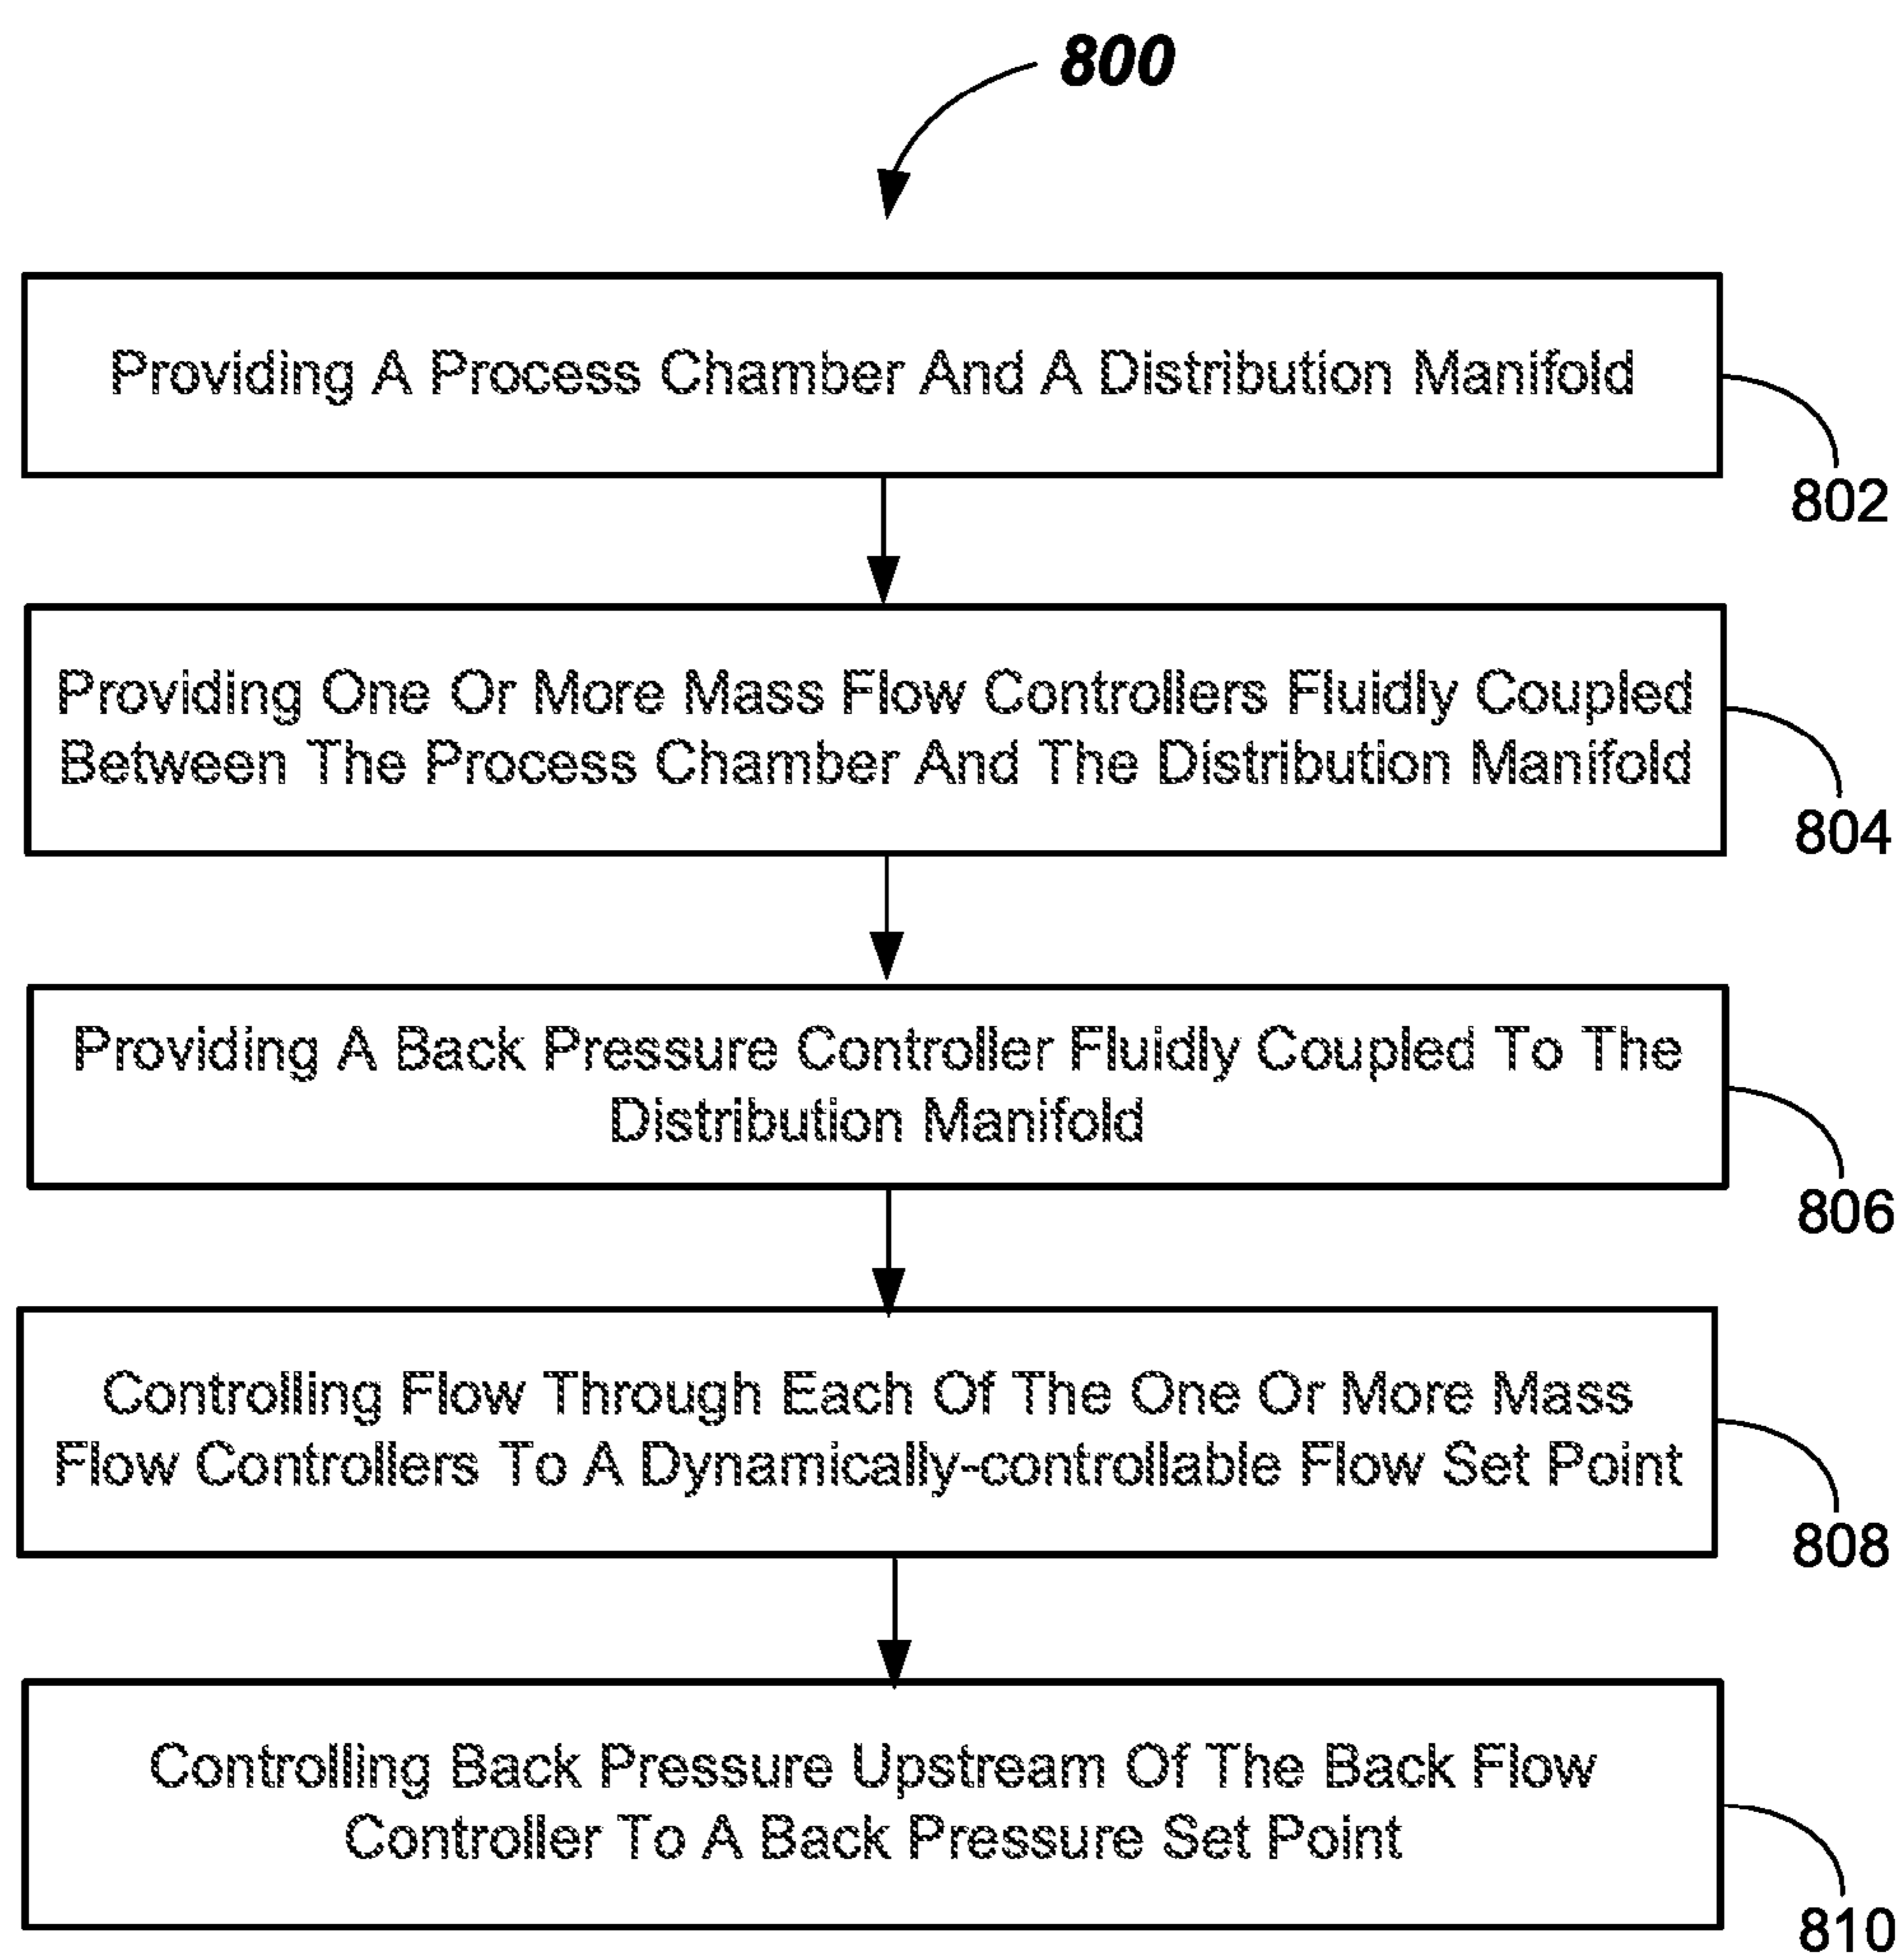 800
Providing A Process Chamber And A Distribution Manifold
802
Providing One Or More Mass Flow Controllers Fluidly Coupled
Between The Process Chamber And The Distribution Manifold
804
Providing A Back Pressure Controller Fluidly Coupled To The
Distribution Manifold
806
Controlling Flow Through Each Of The One Or More Mass
Flow Controllers To A Dynamically-controllable Flow Set Point
808
Controlling Back Pressure Upstream Of The Back Flow
Controller To A Back Pressure Set Point
810